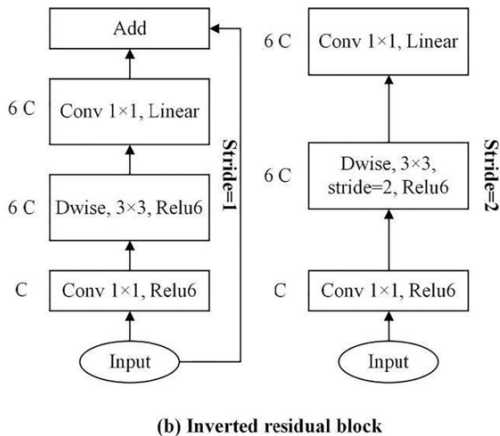 Add
6 C
Conv 1×1, Linear
6 C
Dwise, 3×3, Relu6
C
Conv 1×1, Relu6
Input
Stride=1
6 C
Conv 1×1, Linear
6 C
Dwise, 3×3,
stride=2, Relu6
C
Conv 1×1, Relu6
Input
Stride=2
(b) Inverted residual block